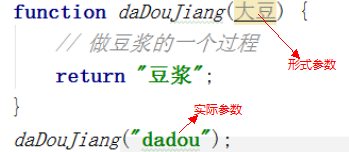 function daDouJiang(大豆) {
// 做豆浆的一个过程
形式参数
return "豆浆";
}
实际参数
daDouJiang("dadou");